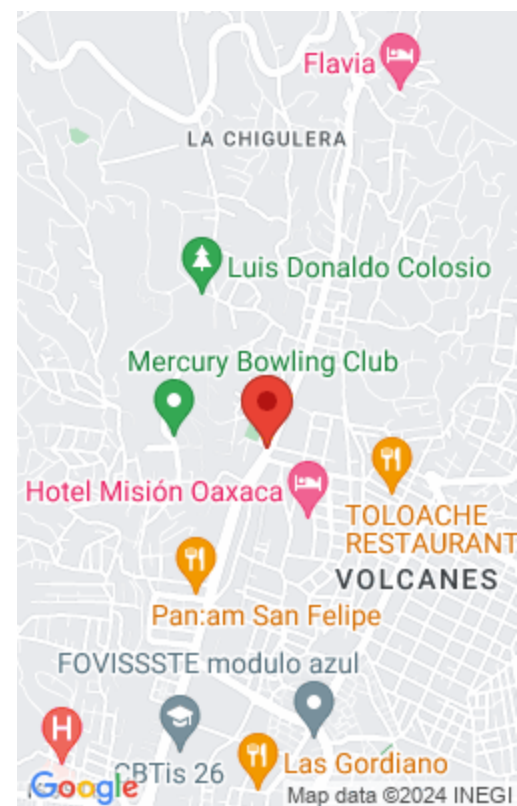 Flavia
LA CHIGULERA
Luis Donaldo Colosio
Mercury Bowling Club
Hotel Misión Oaxaca
TOLOACHE
RESTAURANT
VOLCANES
Pan:am San Felipe
FOVISSSTE modulo azul
H
CBTis 26
Las Gordiano
Google
Map data ©2024 INEGI